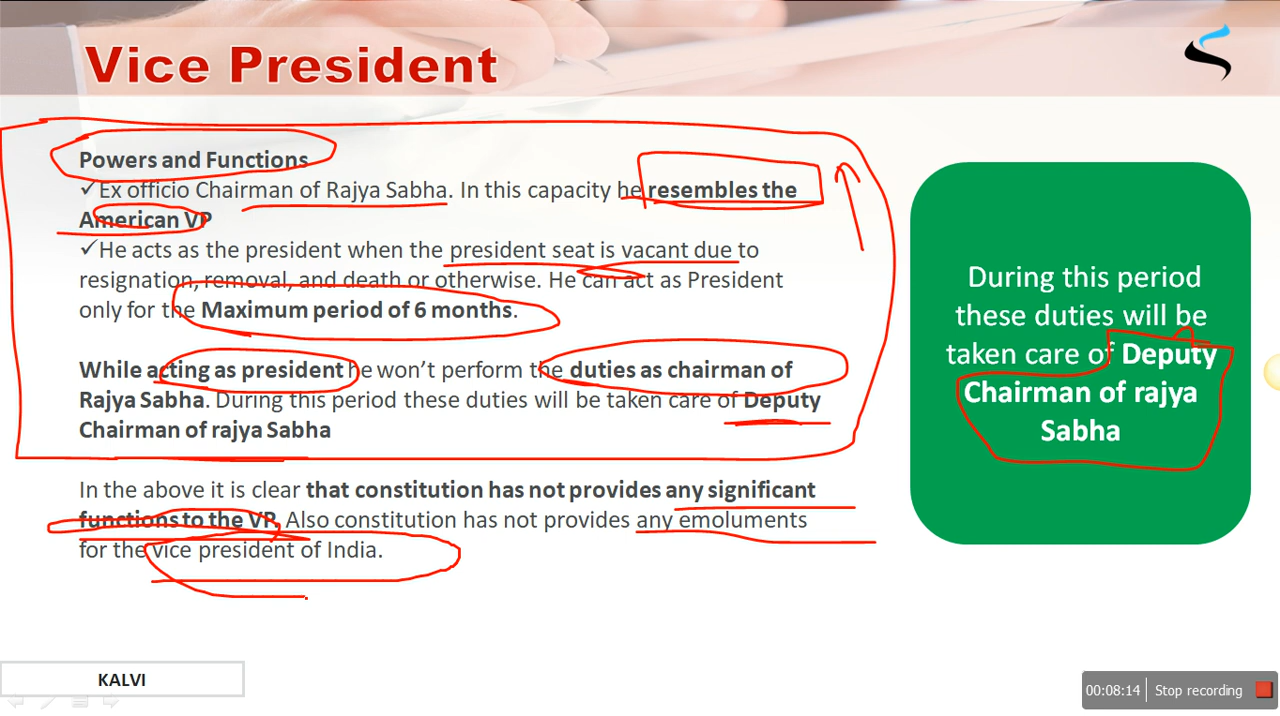 Vice President
Powers and Functions
✓Ex officio Chairman of Rajya Sabha. In this capacity he resembles the
American VP
✓He acts as the president when the president seat is vacant due to
resignation, removal, and death or otherwise. He can act as President
only for the Maximum period of 6 months.
While acting as president he won't perform the duties as chairman of
Rajya Sabha. During this period these duties will be taken care of Deputy
Chairman of rajya Sabha
In the above it is clear that constitution has not provides any significant
functions to the VP. Also constitution has not provides any emoluments
for the vice president of India.
During this period
these duties will be
taken care of Deputy
Chairman of rajya
Sabha
KALVI
00:08:14 Stop recording